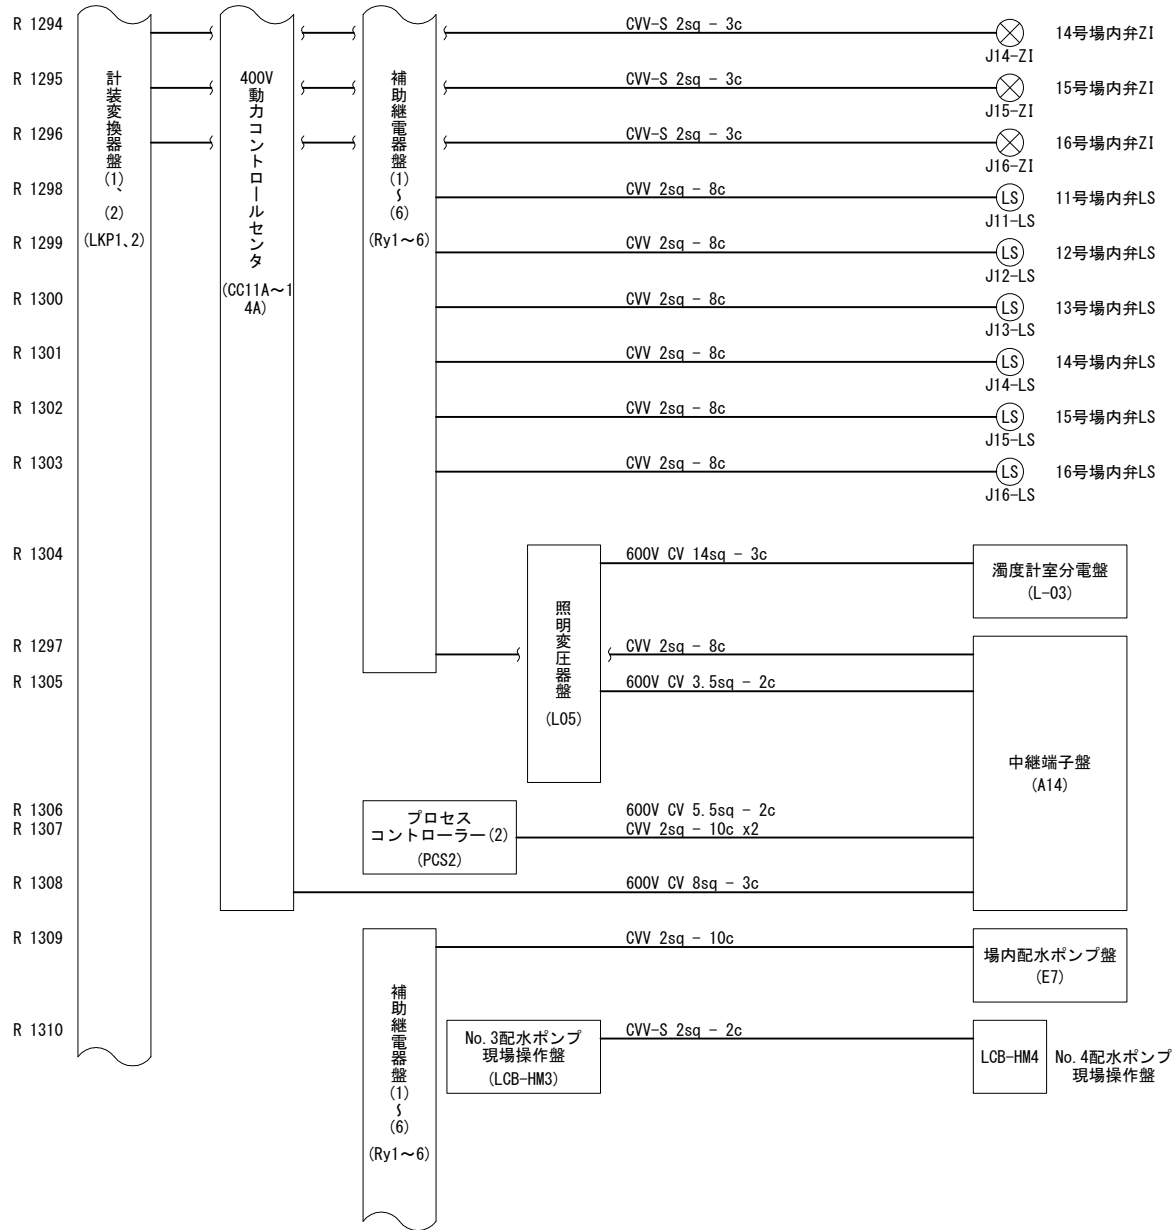 R 1294
CVV-S 2sq - 3c
14号場内弁ZI
J14-ZI
R 1295
CVV-S 2sq - 3c
15号場内弁ZI
J15-ZI
R 1296
CVV-S 2sq - 3c
16号場内弁ZI
J16-ZI
計装変換器盤(1)、(2)
(LKP1、2)
400V動力コントロールセンタ
(CC11A～1
4A)
補助継電器盤(1)～(6)
(Ry1～6)
R 1298
CVV 2sq - 8c
LS
11号場内弁LS
J11-LS
R 1299
CVV 2sq - 8c
LS
12号場内弁LS
J12-LS
R 1300
CVV 2sq - 8c
LS
13号場内弁LS
J13-LS
R 1301
CVV 2sq - 8c
LS
14号場内弁LS
J14-LS
R 1302
CVV 2sq - 8c
LS
15号場内弁LS
J15-LS
R 1303
CVV 2sq - 8c
LS
16号場内弁LS
J16-LS
R 1304
600V CV 14sq - 3c
濁度計室分電盤
(L-03)
照明変圧器盤
(L05)
R 1297
CVV 2sq - 8c
R 1305
600V CV 3.5sq - 2c
中継端子盤
(A14)
R 1306
600V CV 5.5sq - 2c
R 1307
CVV 2sq - 10c x2
プロセス
コントローラー(2)
(PCS2)
R 1308
600V CV 8sq - 3c
R 1309
CVV 2sq - 10c
場内配水ポンプ盤
(E7)
補助継電器盤(1)～(6)
(Ry1～6)
R 1310
No.3配水ポンプ
現場操作盤
(LCB-HM3)
CVV-S 2sq - 2c
LCB-HM4
No.4配水ポンプ
現場操作盤